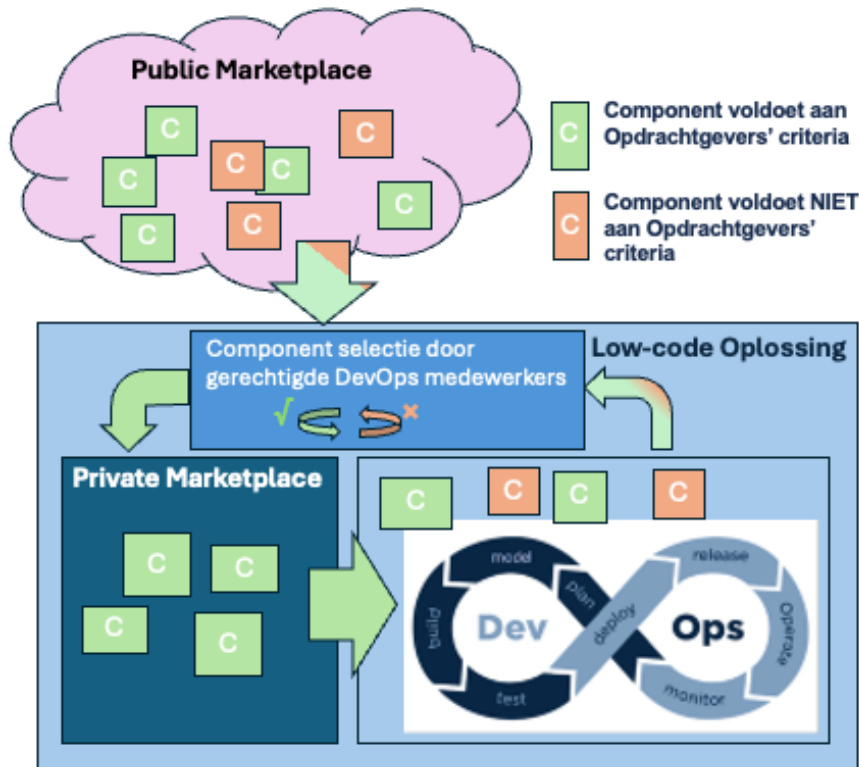 Public Marketplace
C
C
C
C
C
C
C
C
C
Component voldoet aan
Opdrachtgevers' criteria
C
Component voldoet NIET
aan Opdrachtgevers'
criteria
Component selectie door
gerechtigde DevOps medewerkers
√
×
Low-code Oplossing
Private Marketplace
C
C
C
C
C
C
C
C
model
plan
build
test
Dev
deploy
release
Operate
monitor
Ops